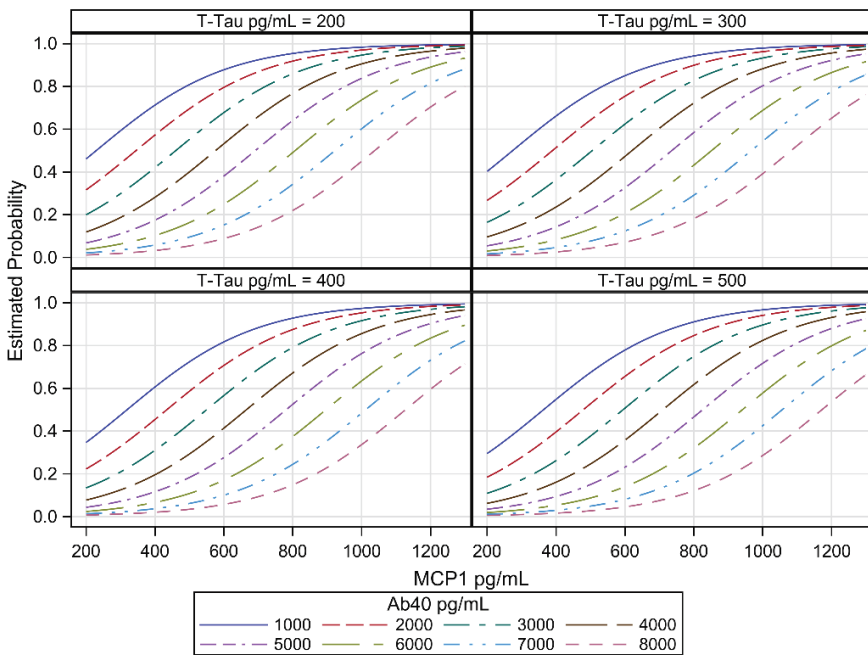 T-Tau pg/mL = 200
T-Tau pg/mL = 300
1.0
0.8
0.6
0.4
0.2
0.0
T-Tau pg/mL = 400
T-Tau pg/mL = 500
1.0
0.8
0.6
0.4
0.2
0.0
Estimated Probability
200 400 600 800 1000 1200 200 400 600 800 1000 1200
MCP1 pg/mL
Ab40 pg/mL
1000 2000 3000 4000
5000 6000 7000 8000